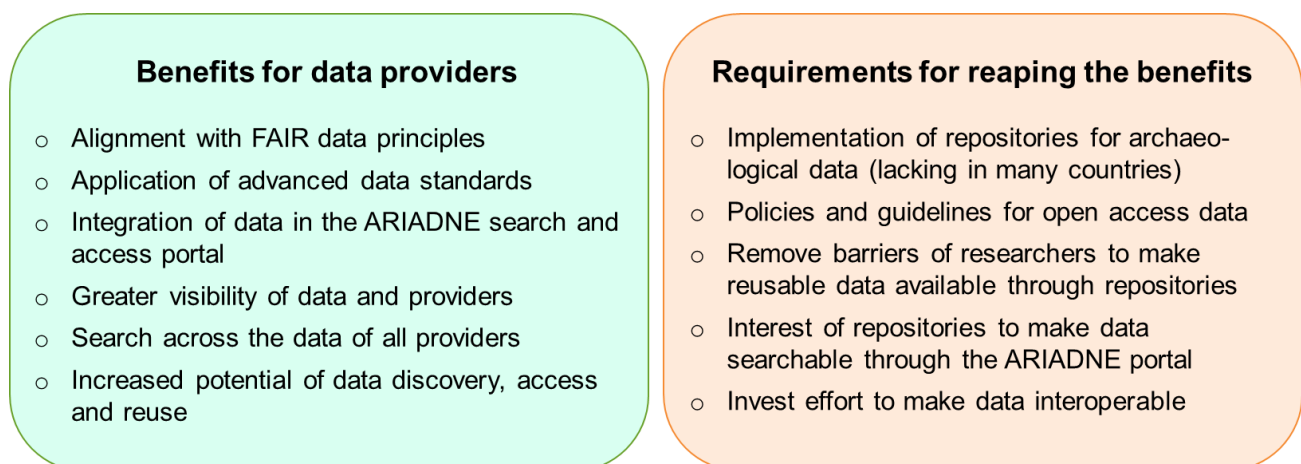 Benefits for data providers
o Alignment with FAIR data principles
o Application of advanced data standards
o Integration of data in the ARIADNE search and
access portal
o Greater visibility of data and providers
o Search across the data of all providers
o Increased potential of data discovery, access
and reuse
Requirements for reaping the benefits
o Implementation of repositories for archaeo-
logical data (lacking in many countries)
o Policies and guidelines for open access data
o Remove barriers of researchers to make
reusable data available through repositories
o Interest of repositories to make data
searchable through the ARIADNE portal
o Invest effort to make data interoperable